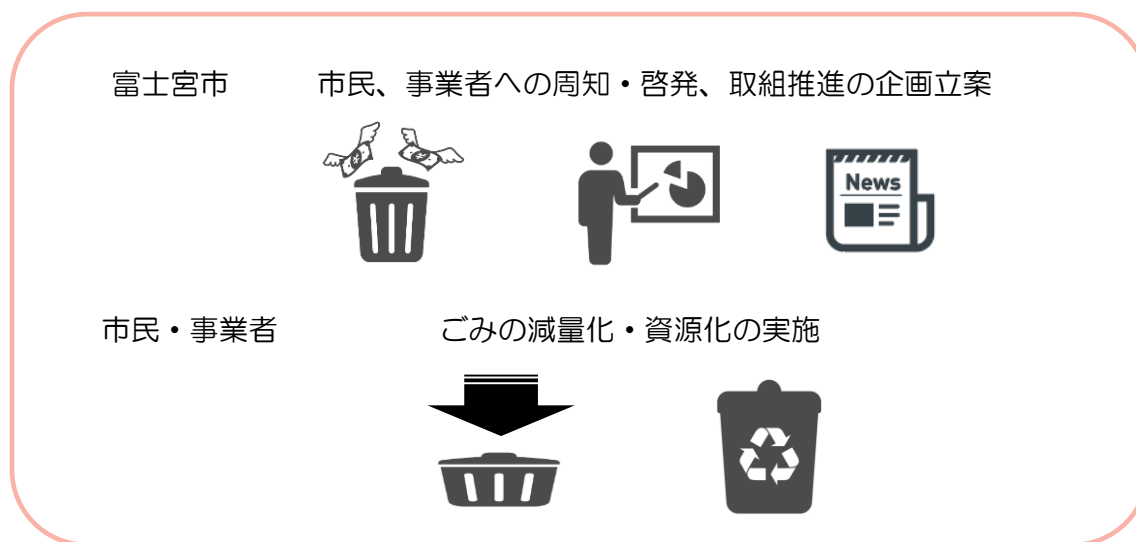 富士宮市 市民、事業者への周知・啓発、取組推進の企画立案
¥ ¥
News
市民・事業者 ごみの減量化・資源化の実施